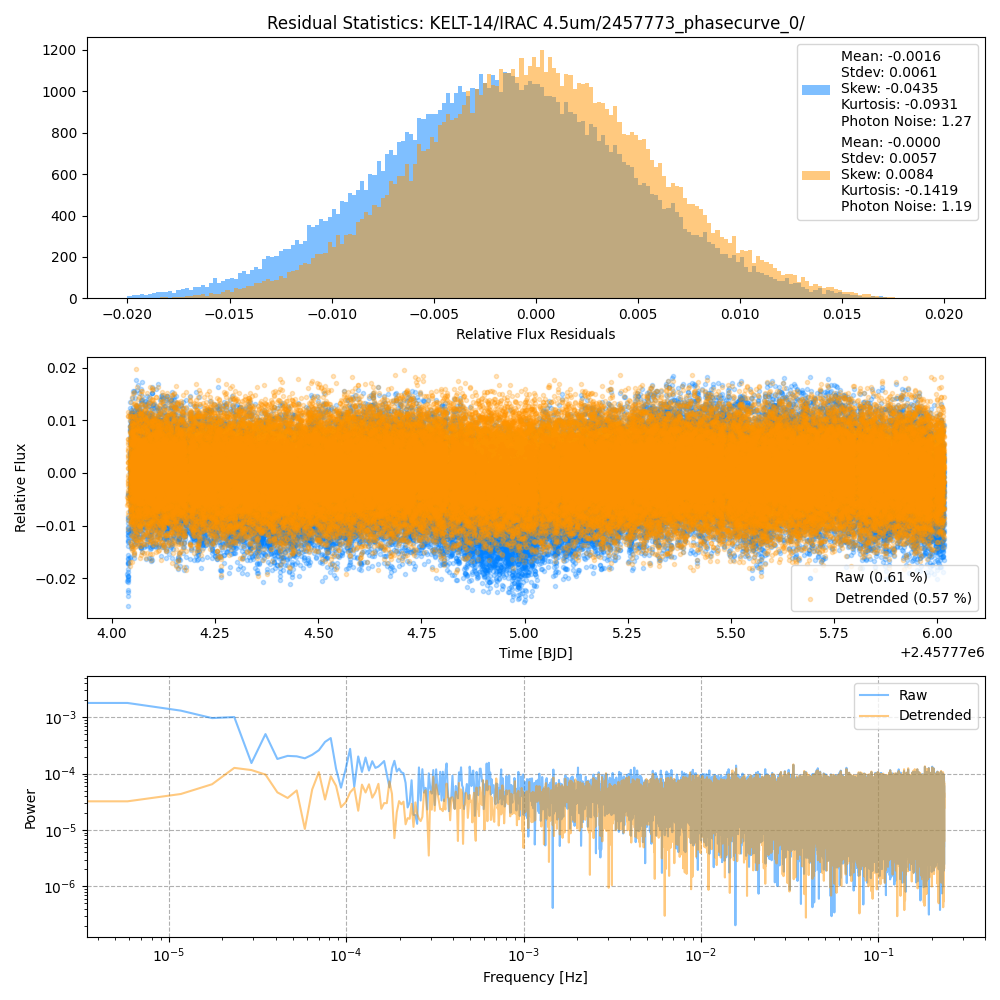 Residual Statistics: KELT-14/IRAC 4.5um/2457773_phasecurve_0/
1200
1000
800
600
400
200
0
Mean: -0.0016
Stdev: 0.0061
Skew: -0.0435
Kurtosis: -0.0931
Photon Noise: 1.27
Mean: -0.0000
Stdev: 0.0057
Skew: 0.0084
Kurtosis: -0.1419
Photon Noise: 1.19
−0.020 −0.015 −0.010 −0.005 0.000 0.005 0.010 0.015 0.020
Relative Flux Residuals
Relative Flux
0.02
0.01
0.00
−0.01
−0.02
Raw (0.61 %)
Detrended (0.57 %)
4.00 4.25 4.50 4.75 5.00 5.25 5.50 5.75 6.00
Time [BJD]
+2.45777e6
Power
10⁻³
10⁻⁴
10⁻⁵
10⁻⁶
Raw
Detrended
10⁻⁵ 10⁻⁴ 10⁻³ 10⁻² 10⁻¹
Frequency [Hz]